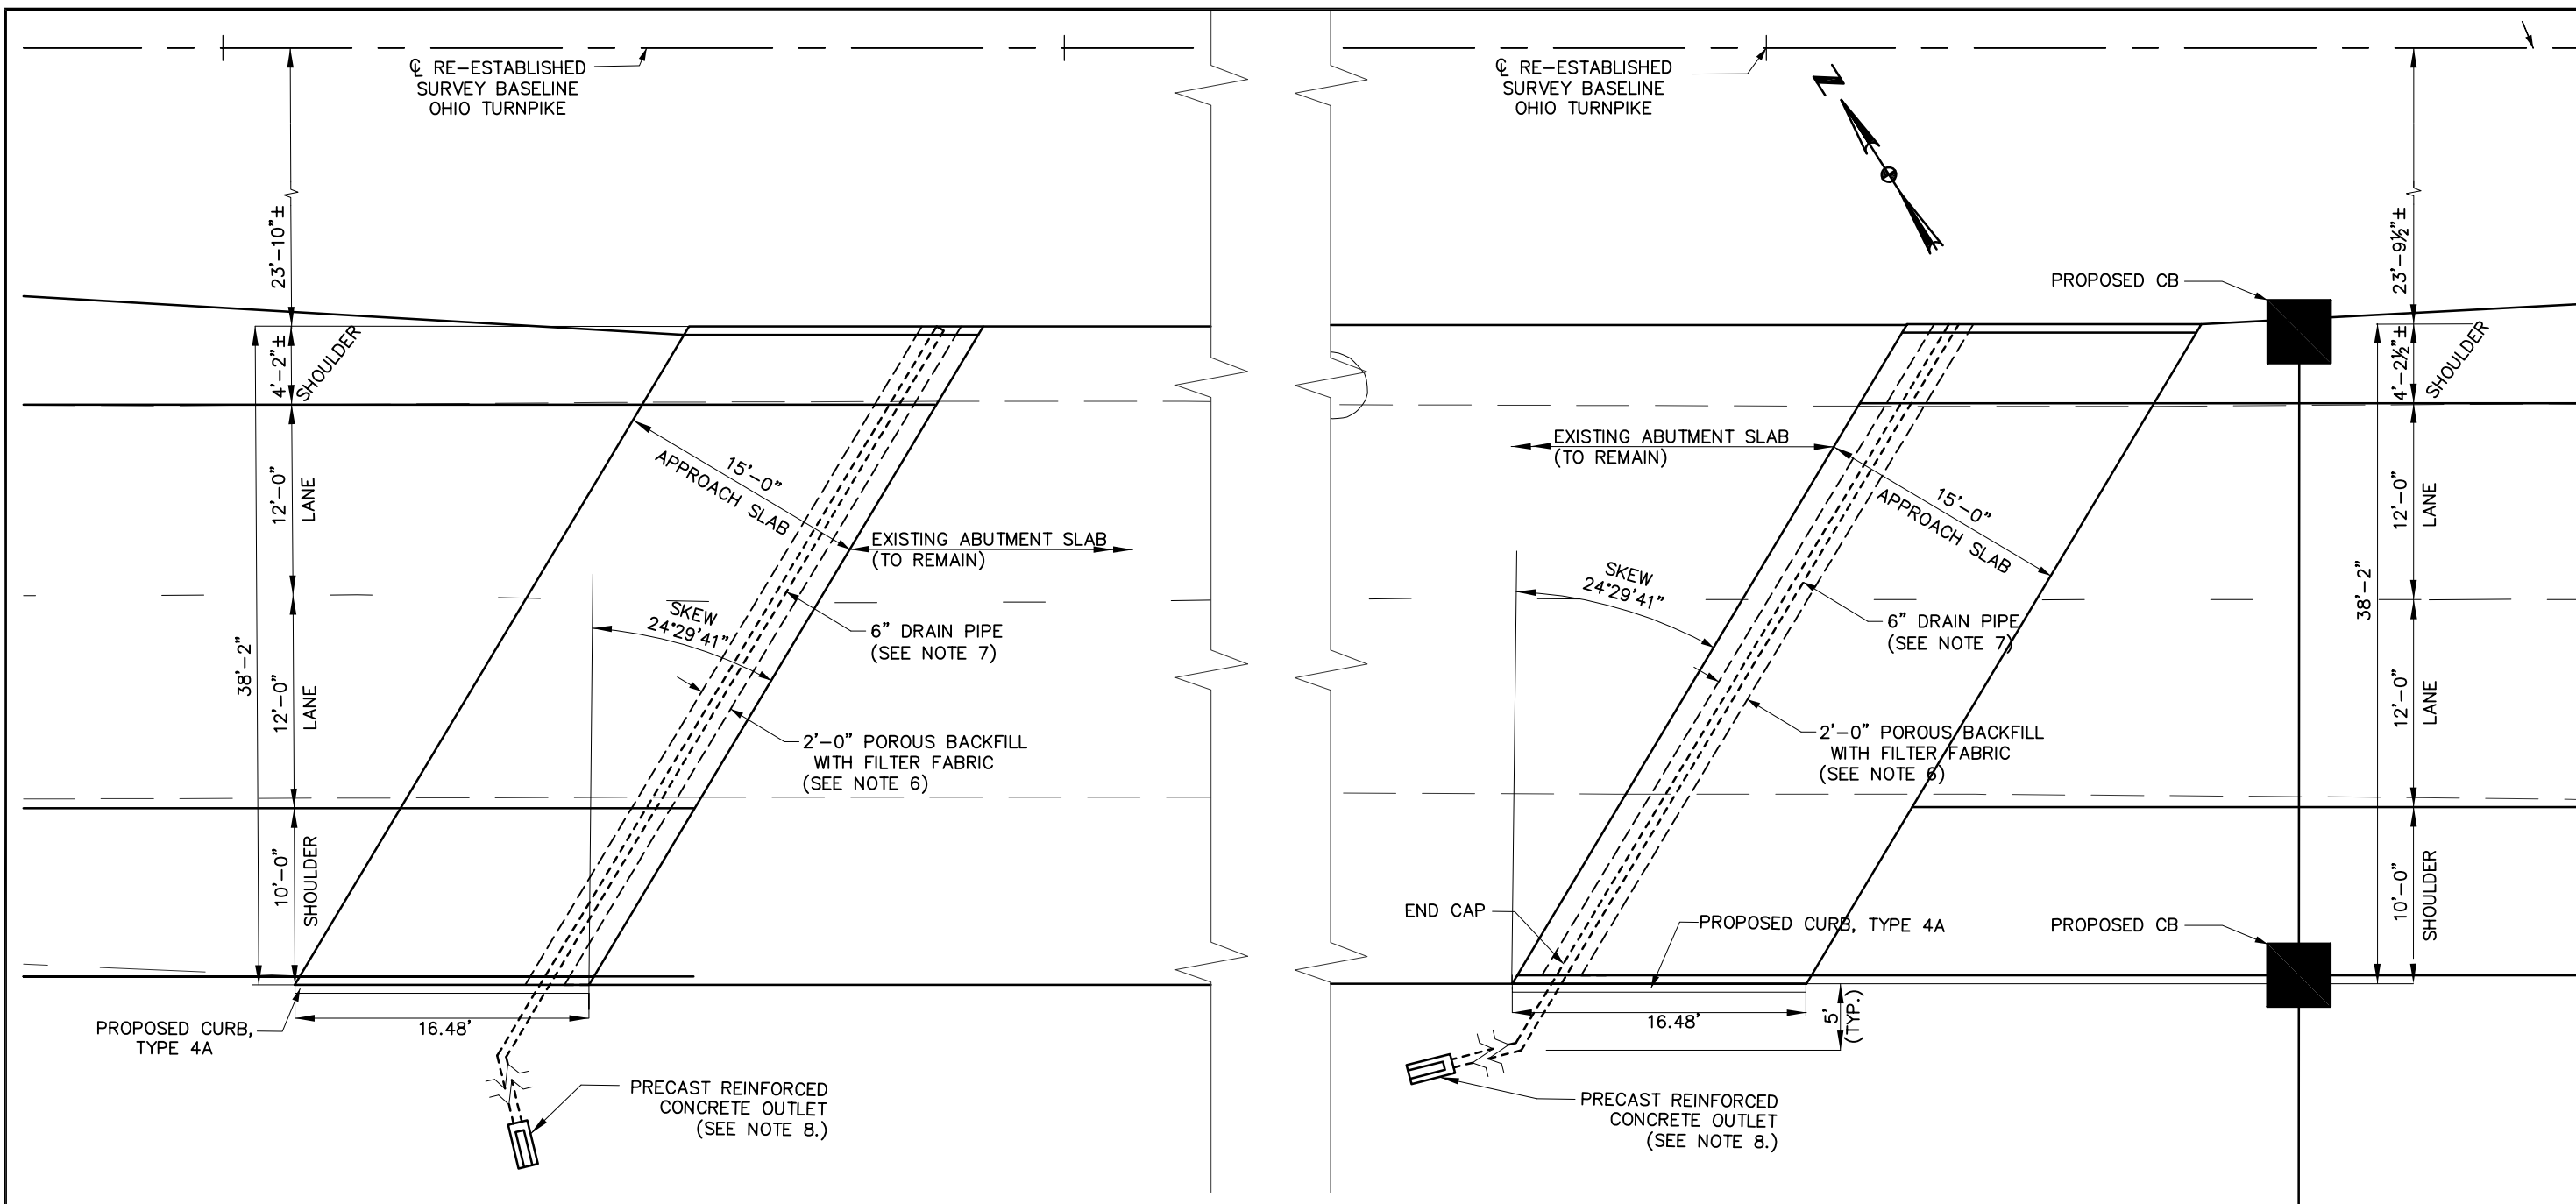 ℄ RE-ESTABLISHED
SURVEY BASELINE
OHIO TURNPIKE
23'-10"±
4'-2"±
SHOULDER
12'-0"
LANE
38'-2"
12'-0"
LANE
10'-0"
SHOULDER
15'-0"
APPROACH SLAB
EXISTING ABUTMENT SLAB
(TO REMAIN)
SKEW
24°29'41"
6" DRAIN PIPE
(SEE NOTE 7)
2'-0" POROUS BACKFILL
WITH FILTER FABRIC
(SEE NOTE 6)
PROPOSED CURB,
TYPE 4A
16.48'
PRECAST REINFORCED
CONCRETE OUTLET
(SEE NOTE 8.)
℄ RE-ESTABLISHED
SURVEY BASELINE
OHIO TURNPIKE
N
PROPOSED CB
23'-9½"±
4'-2½"±
SHOULDER
EXISTING ABUTMENT SLAB
(TO REMAIN)
15'-0"
APPROACH SLAB
12'-0"
LANE
SKEW
24°29'41"
38'-2"
6" DRAIN PIPE
(SEE NOTE 7)
2'-0" POROUS BACKFILL
WITH FILTER FABRIC
(SEE NOTE 6)
12'-0"
LANE
END CAP
PROPOSED CURB, TYPE 4A
PROPOSED CB
10'-0"
SHOULDER
16.48'
5'
(TYP.)
PRECAST REINFORCED
CONCRETE OUTLET
(SEE NOTE 8.)